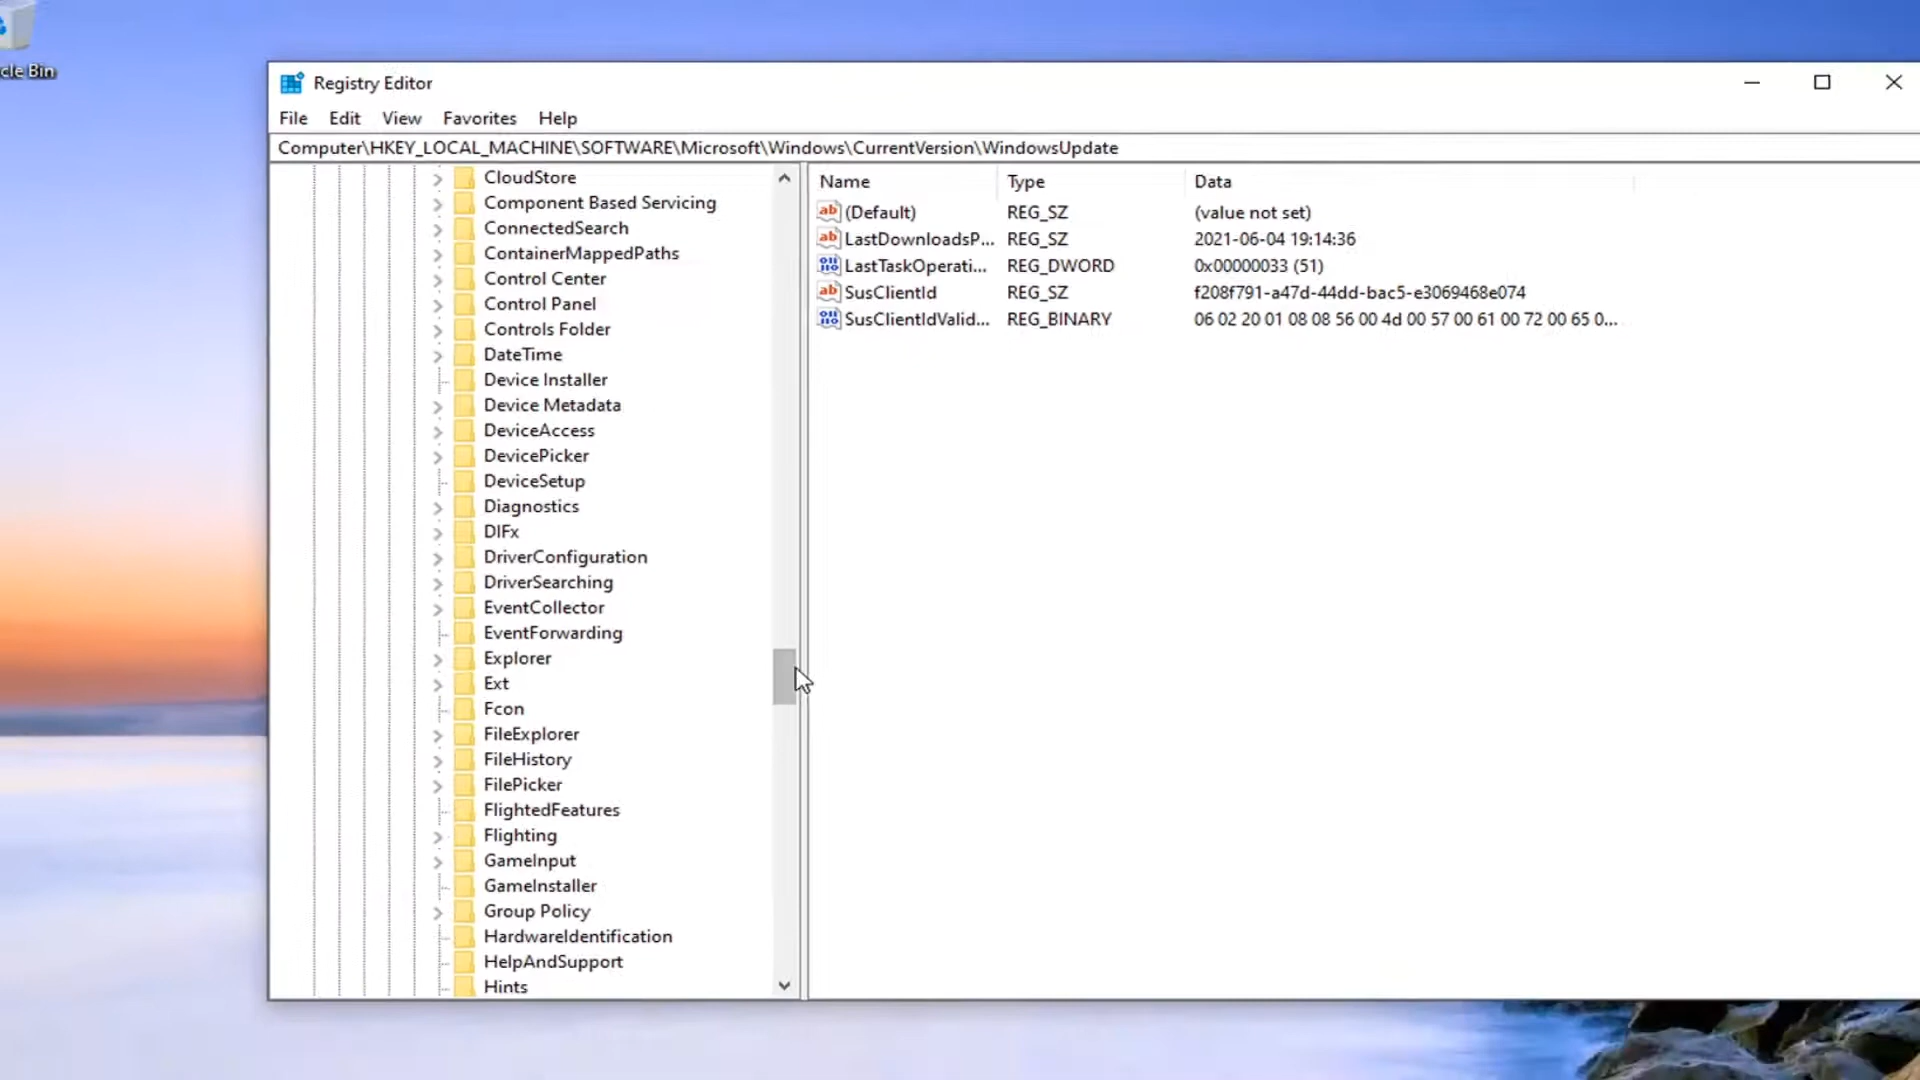 cle Bin
Registry Editor
File Edit View Favorites Help
Computer\HKEY_LOCAL_MACHINE\SOFTWARE\Microsoft\Windows\CurrentVersion\WindowsUpdate
CloudStore
Component Based Servicing
ConnectedSearch
ContainerMappedPaths
Control Center
Control Panel
Controls Folder
DateTime
Device Installer
Device Metadata
DeviceAccess
DevicePicker
DeviceSetup
Diagnostics
DIFx
DriverConfiguration
DriverSearching
EventCollector
EventForwarding
Explorer
Ext
Fcon
FileExplorer
FileHistory
FilePicker
FlightedFeatures
Flighting
GameInput
GameInstaller
Group Policy
HardwareIdentification
HelpAndSupport
Hints
Name Type Data
(Default) REG_SZ (value not set)
LastDownloadsP... REG_SZ 2021-06-04 19:14:36
LastTaskOperati... REG_DWORD 0x00000033 (51)
SusClientId REG_SZ f208f791-a47d-44dd-bac5-e3069468e074
SusClientIdValid... REG_BINARY 06 02 20 01 08 08 56 00 4d 00 57 00 61 00 72 00 65 0...